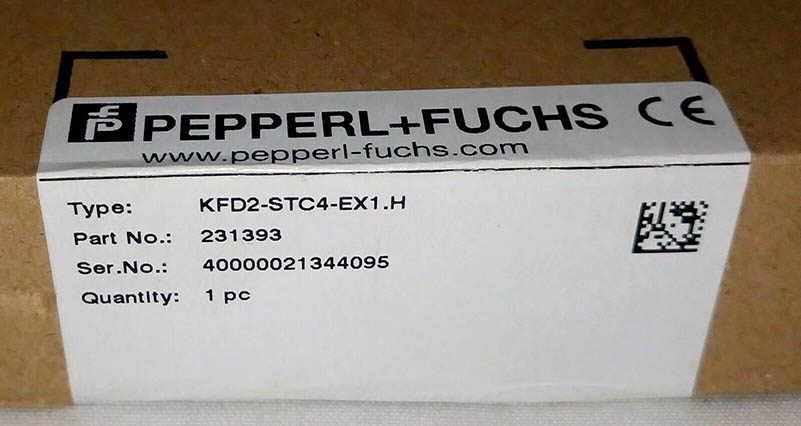 PEPPERL+FUCHS CE
www.pepperl-fuchs.com
Type: KFD2-STC4-EX1.H
Part No.: 231393
Ser.No.: 40000021344095
Quantity: 1 pc